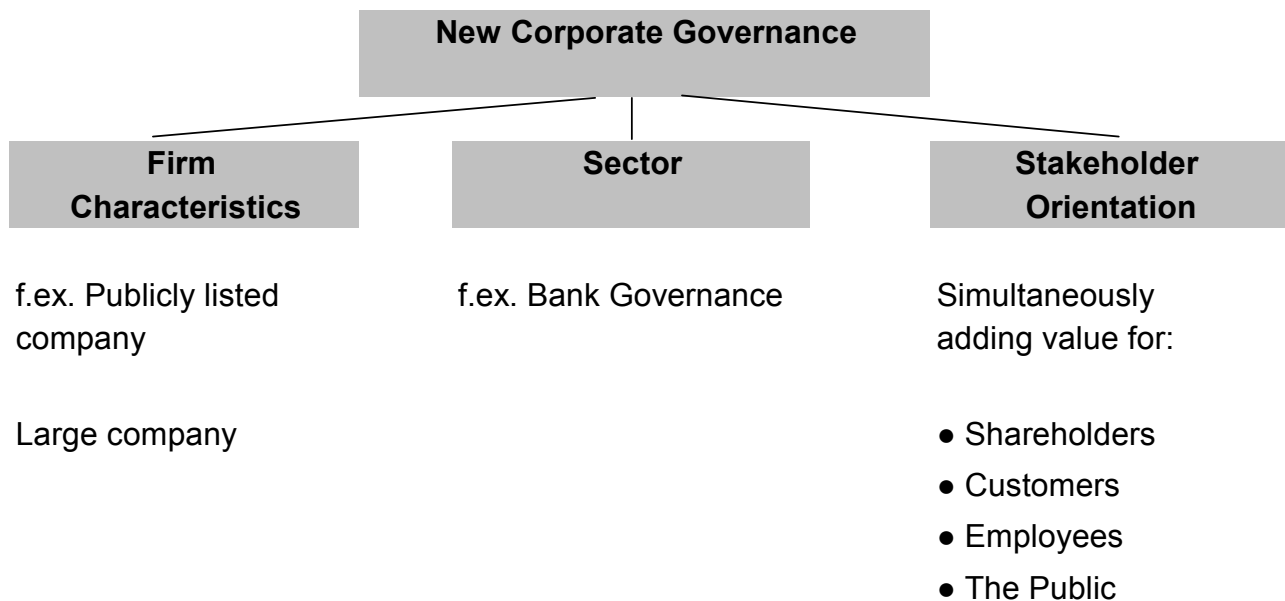 New Corporate Governance
Firm
Characteristics
f.ex. Publicly listed
company
Large company
Sector
f.ex. Bank Governance
Stakeholder
Orientation
Simultaneously
adding value for:
● Shareholders
● Customers
● Employees
● The Public